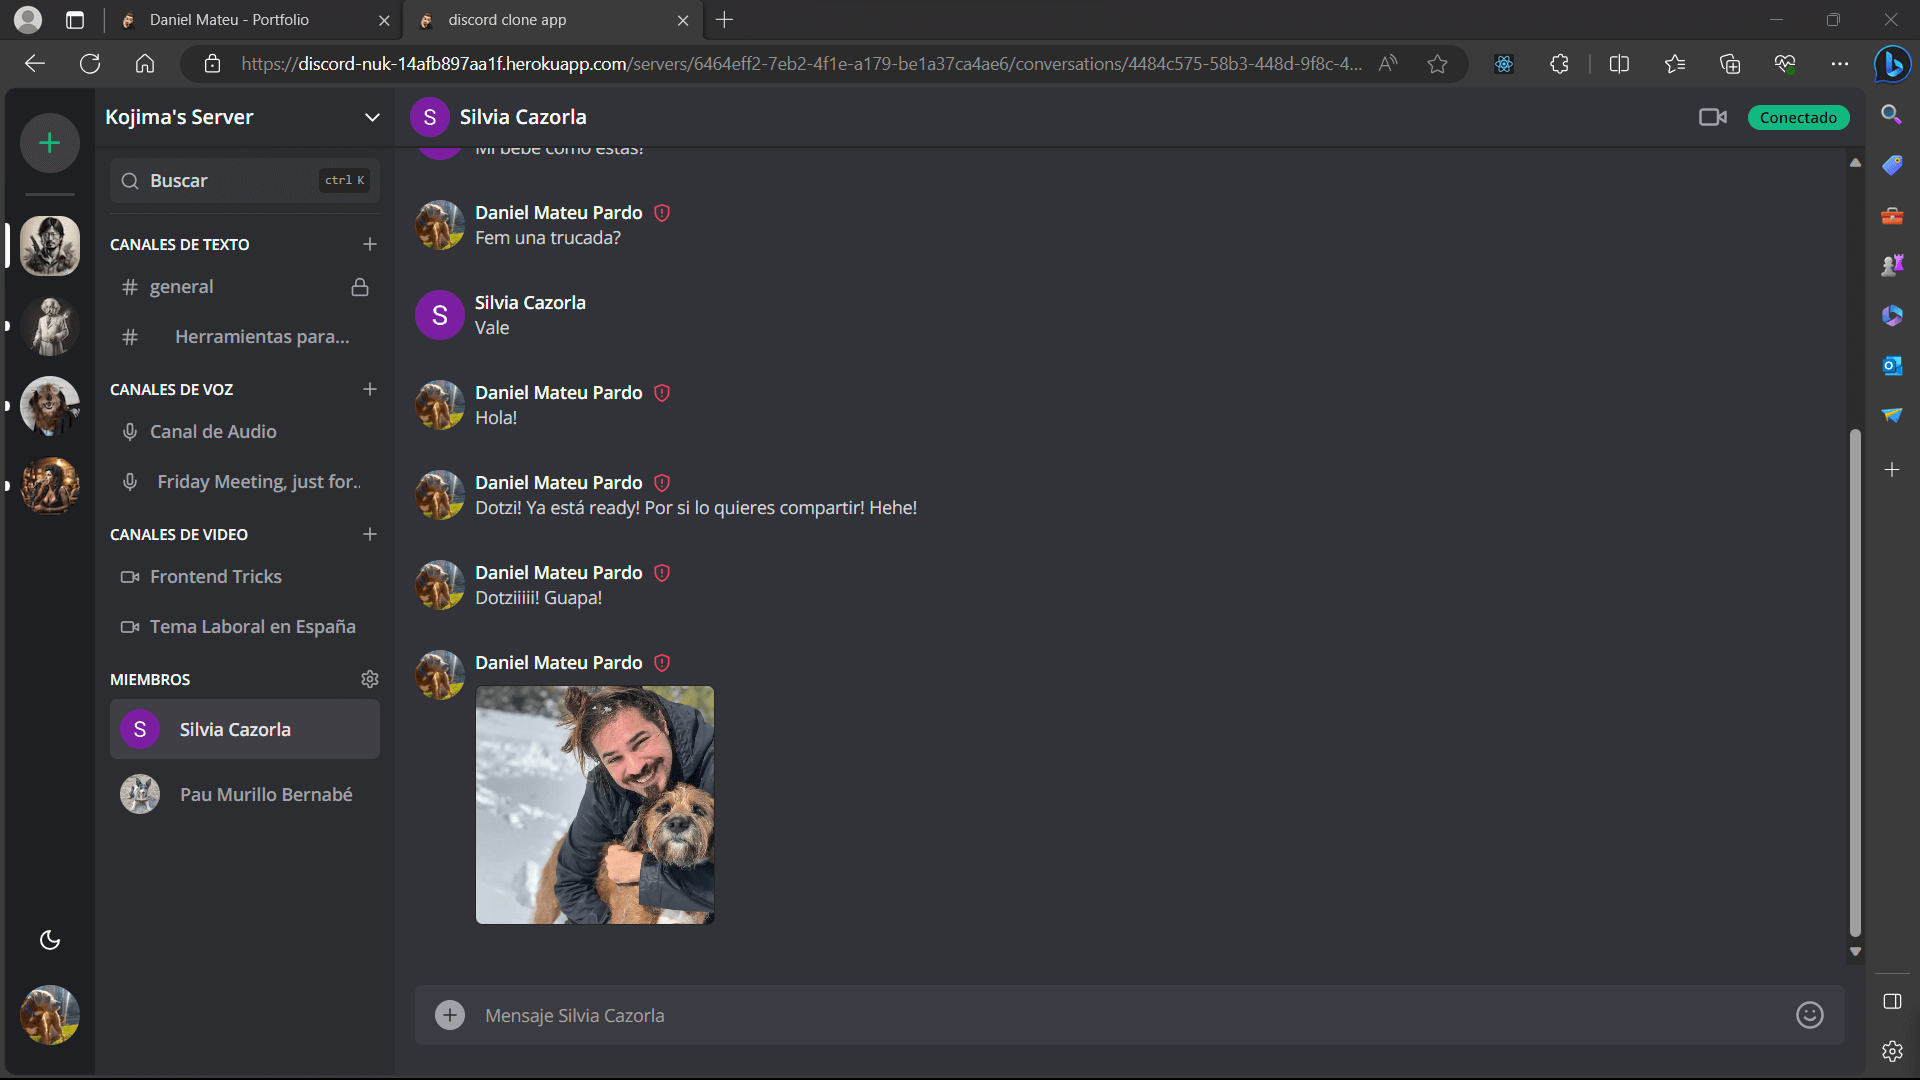 Daniel Mateu - Portfolio
discord clone app
https://discord-nuk-14afb897aa1f.herokuapp.com/servers/6464eff2-7eb2-4f1e-a179-be1a37ca4ae6/conversations/4484c575-58b3-448d-9f8c-4...
Kojima's Server
S Silvia Cazorla
Conectado
Buscar
ctrl K
CANALES DE TEXTO
# general
# Herramientas para...
CANALES DE VOZ
Canal de Audio
Friday Meeting, just for..
CANALES DE VIDEO
Frontend Tricks
Tema Laboral en España
MIEMBROS
S Silvia Cazorla
Pau Murillo Bernabé
Mi bebe como estas?
Daniel Mateu Pardo
Fem una trucada?
S Silvia Cazorla
Vale
Daniel Mateu Pardo
Hola!
Daniel Mateu Pardo
Dotzi! Ya está ready! Por si lo quieres compartir! Hehe!
Daniel Mateu Pardo
Dotziiiii! Guapa!
Daniel Mateu Pardo
Mensaje Silvia Cazorla